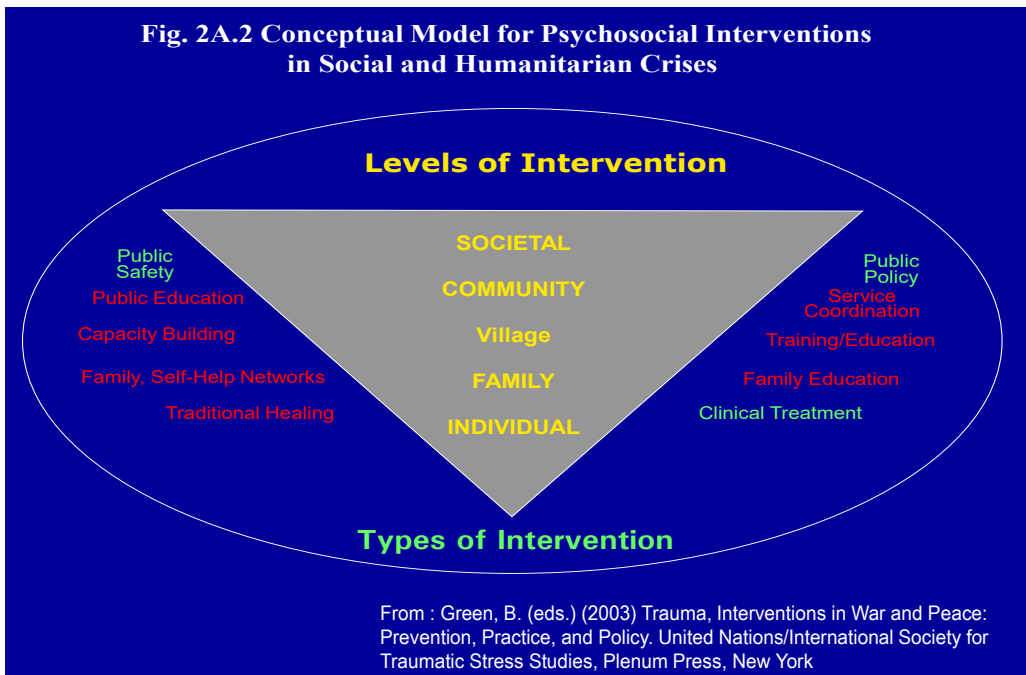 Fig. 2A.2 Conceptual Model for Psychosocial Interventions
in Social and Humanitarian Crises
Levels of Intervention
SOCIETAL
COMMUNITY
Village
FAMILY
INDIVIDUAL
Public
Safety
Public Education
Capacity Building
Family, Self-Help Networks
Traditional Healing
Public
Policy
Service
Coordination
Training/Education
Family Education
Clinical Treatment
Types of Intervention
From : Green, B. (eds.) (2003) Trauma, Interventions in War and Peace:
Prevention, Practice, and Policy. United Nations/International Society for
Traumatic Stress Studies, Plenum Press, New York